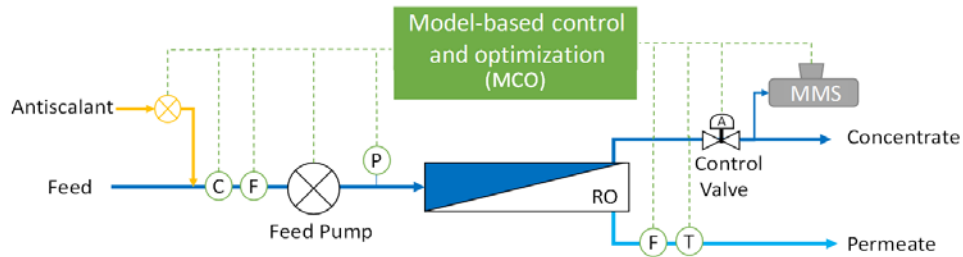 Model-based control
and optimization
(MCO)
Antiscalant
MMS
A
Concentrate
P
Control
Valve
Feed
C
F
RO
Feed Pump
F
T
Permeate